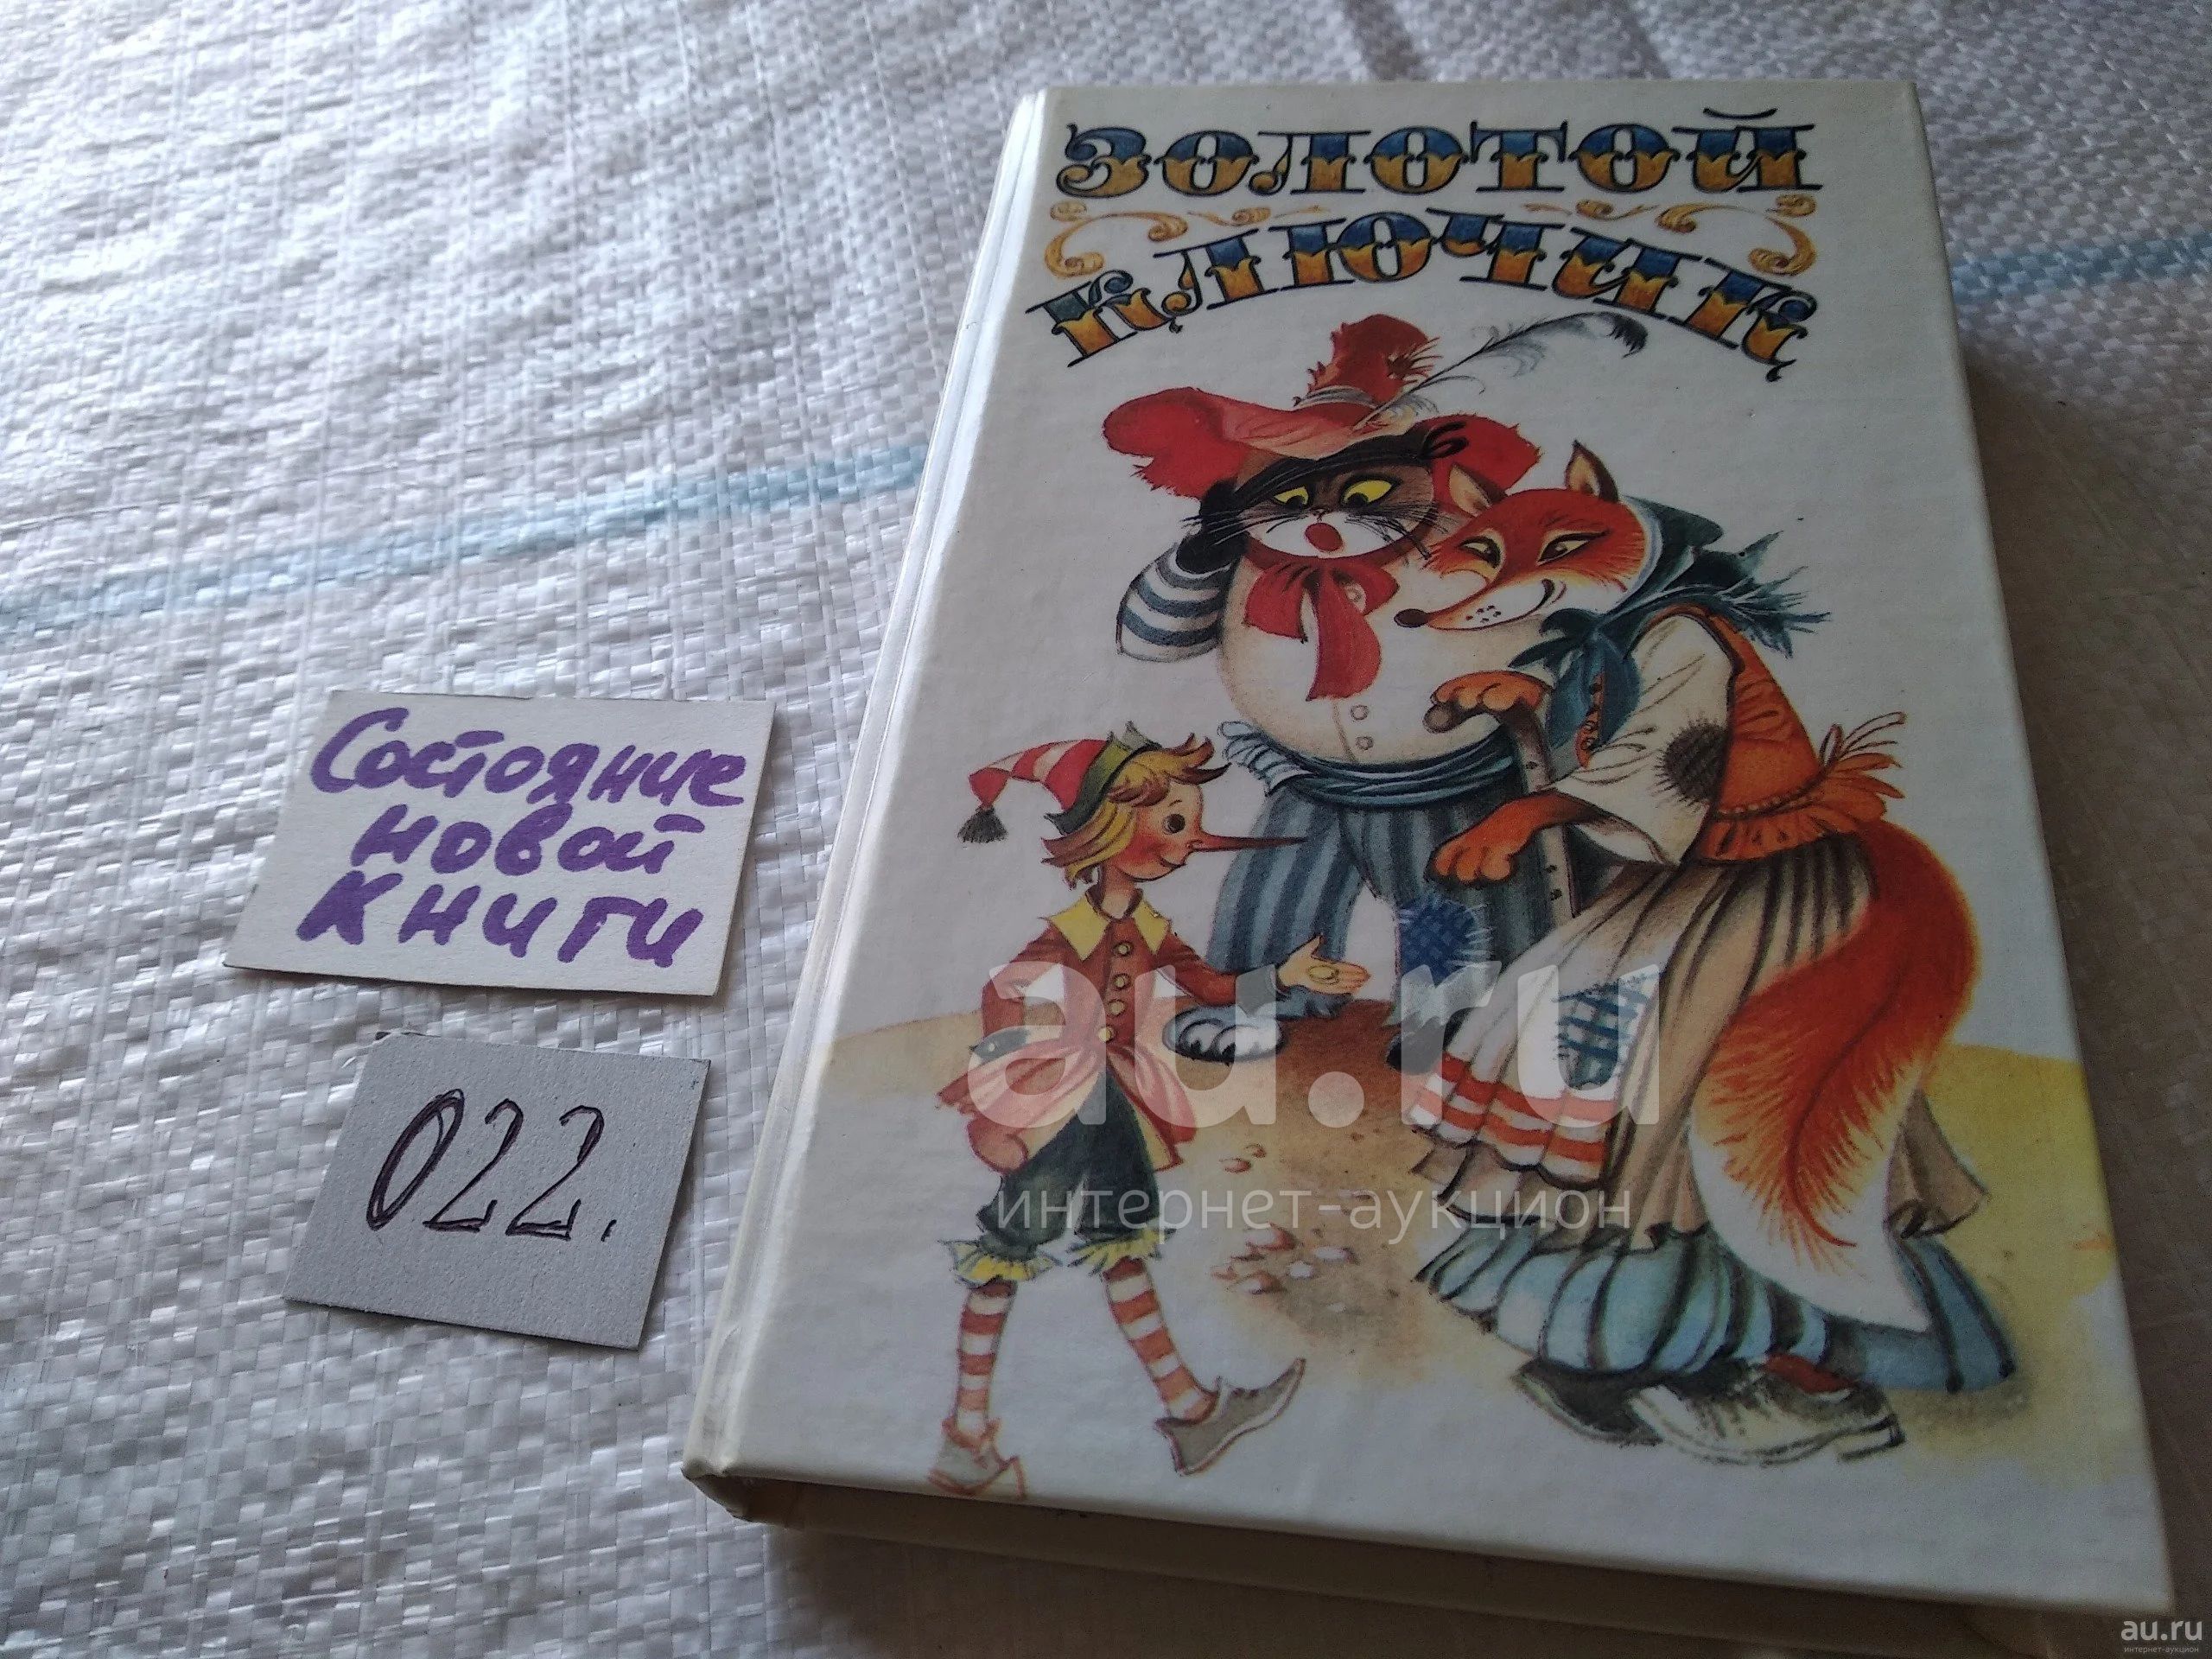 ЗОЛОТОЙ
КЛЮЧИК
Состояние
новой
книги
022.
au.ru
интернет-аукцион
au.ru
интернет-аукцион